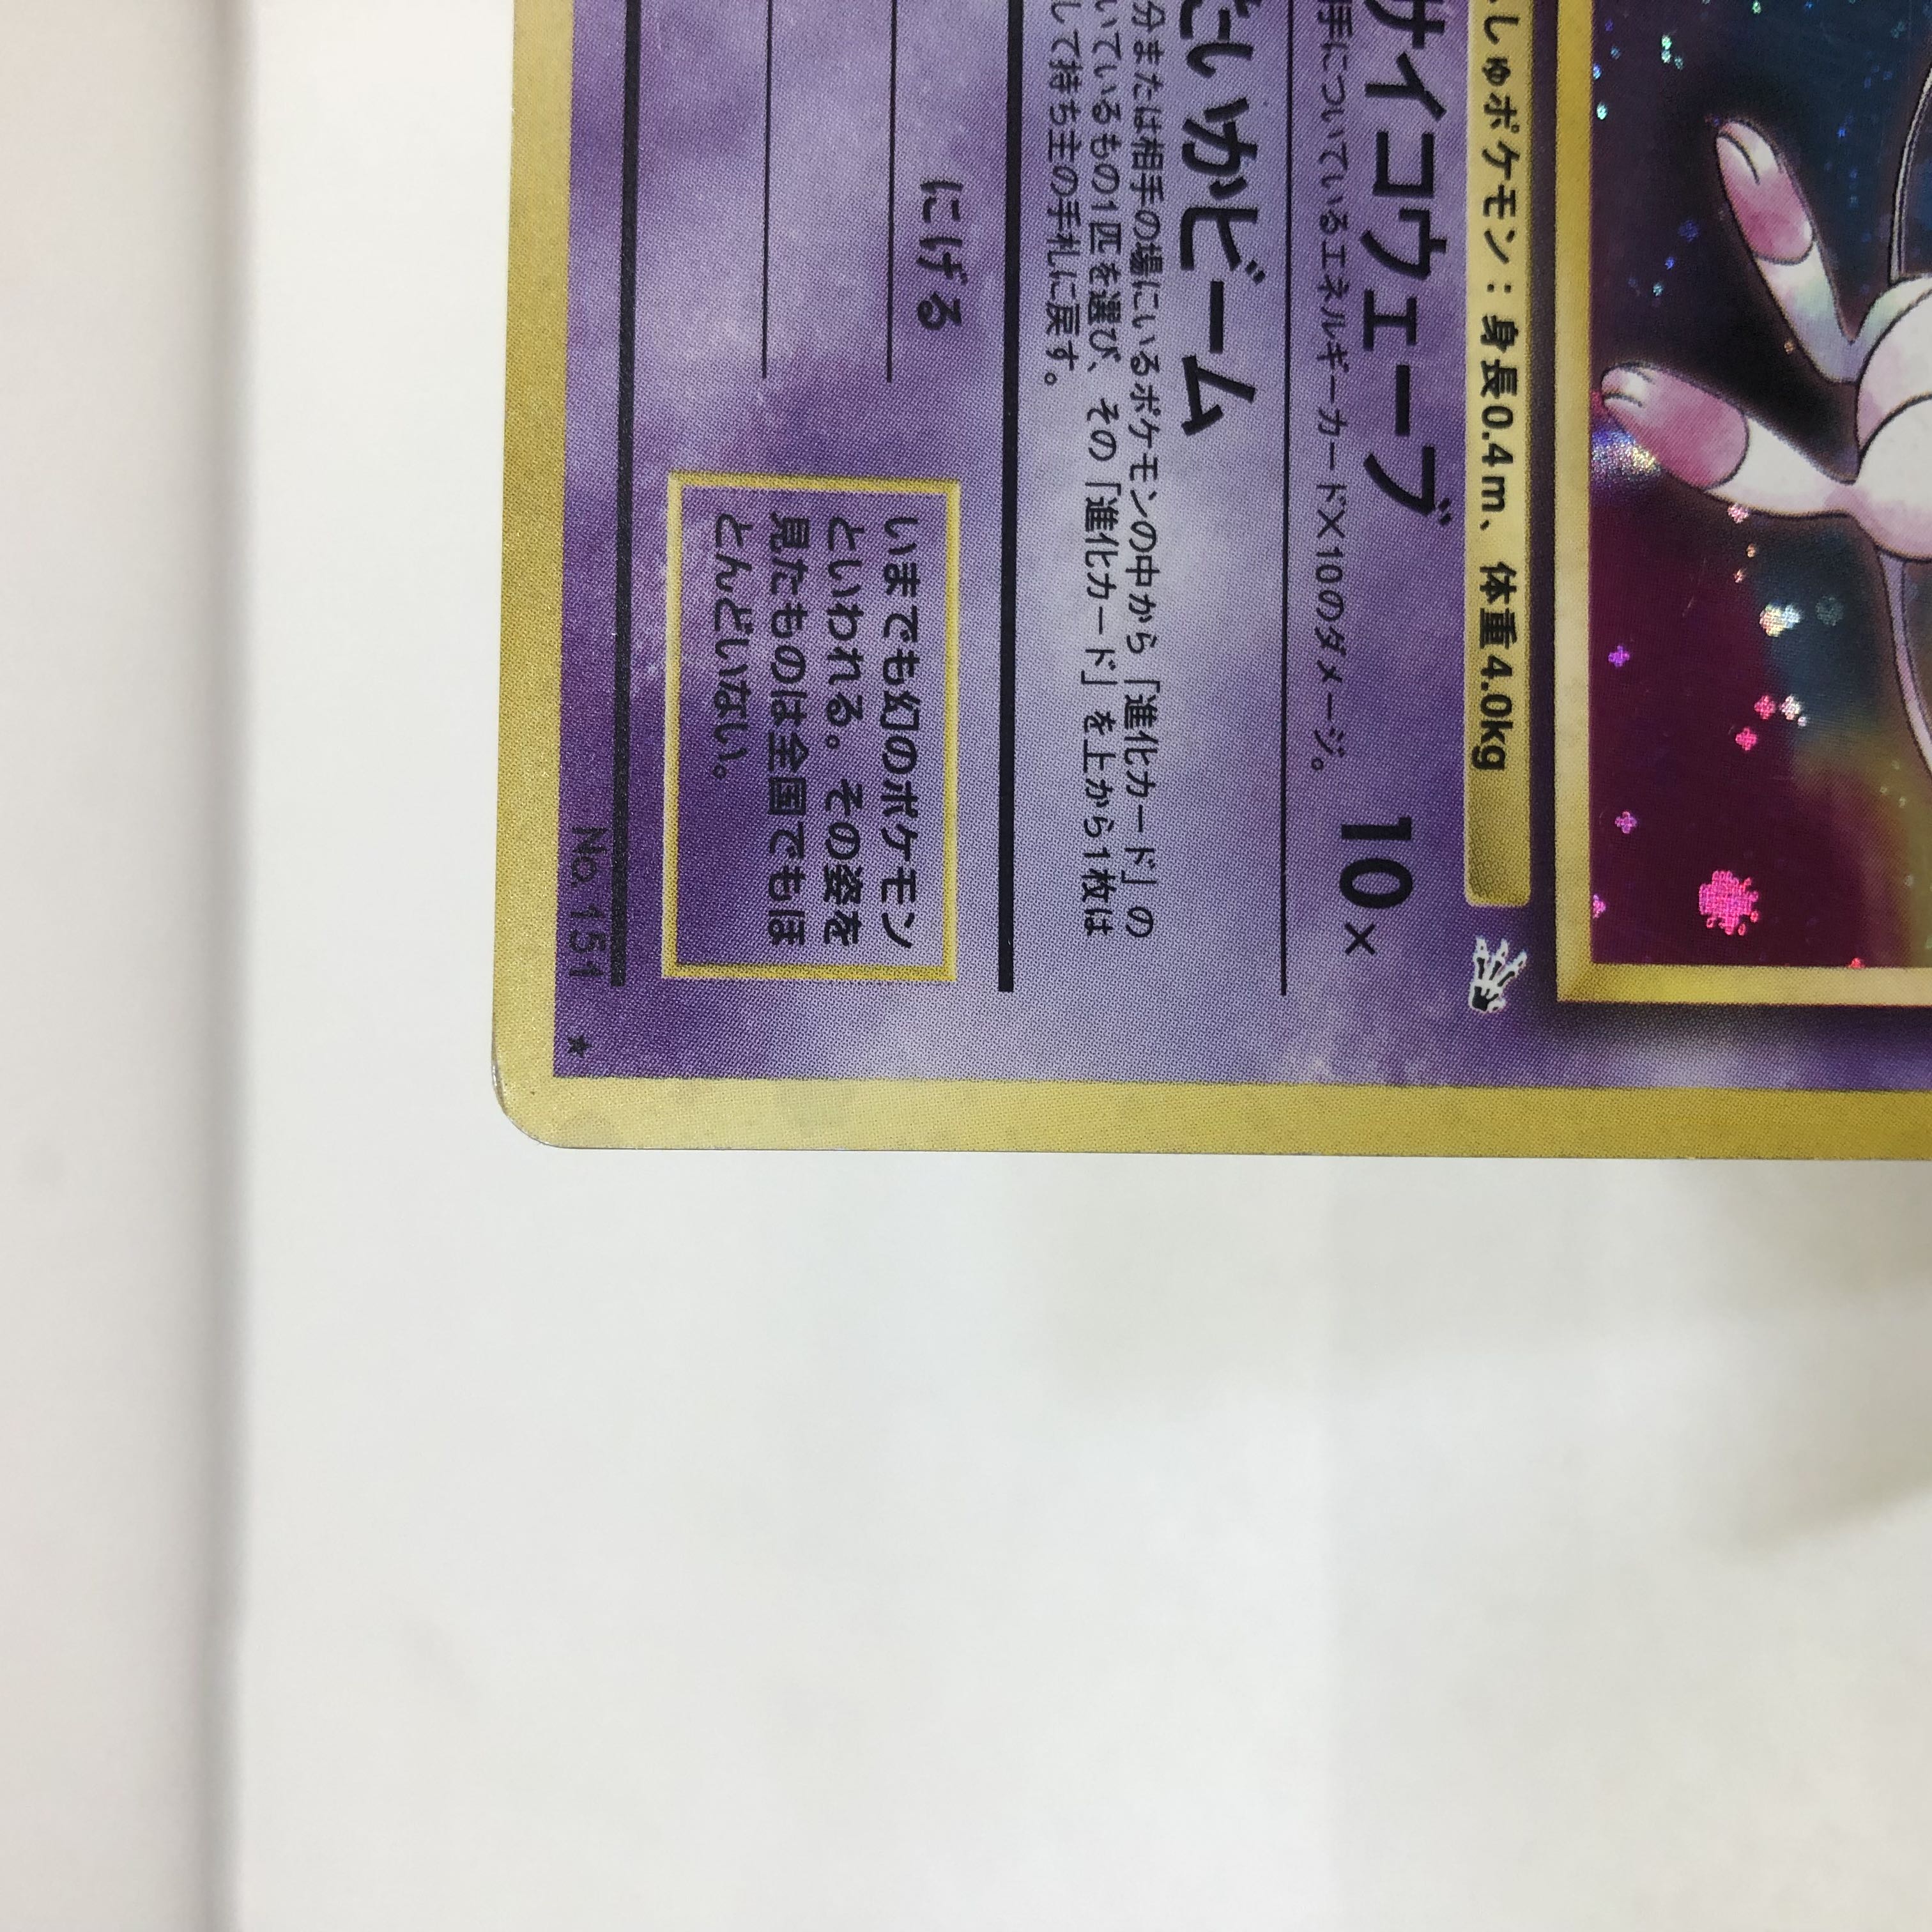 しゅポケモン：身長0.4m、体重4.0kg
サイコウェーブ 10×
手についているエネルギーカード×10のダメージ。
いかビーム
分または相手の場にいるポケモンの中から「進化カード」の
いているもの1匹を選び、その「進化カード」を上から1枚は
して持ち主の手札に戻す。
にげる
いまでも幻のポケモン
といわれる。その姿を
見たものは全国でもほ
とんどいない。
No. 151 ★